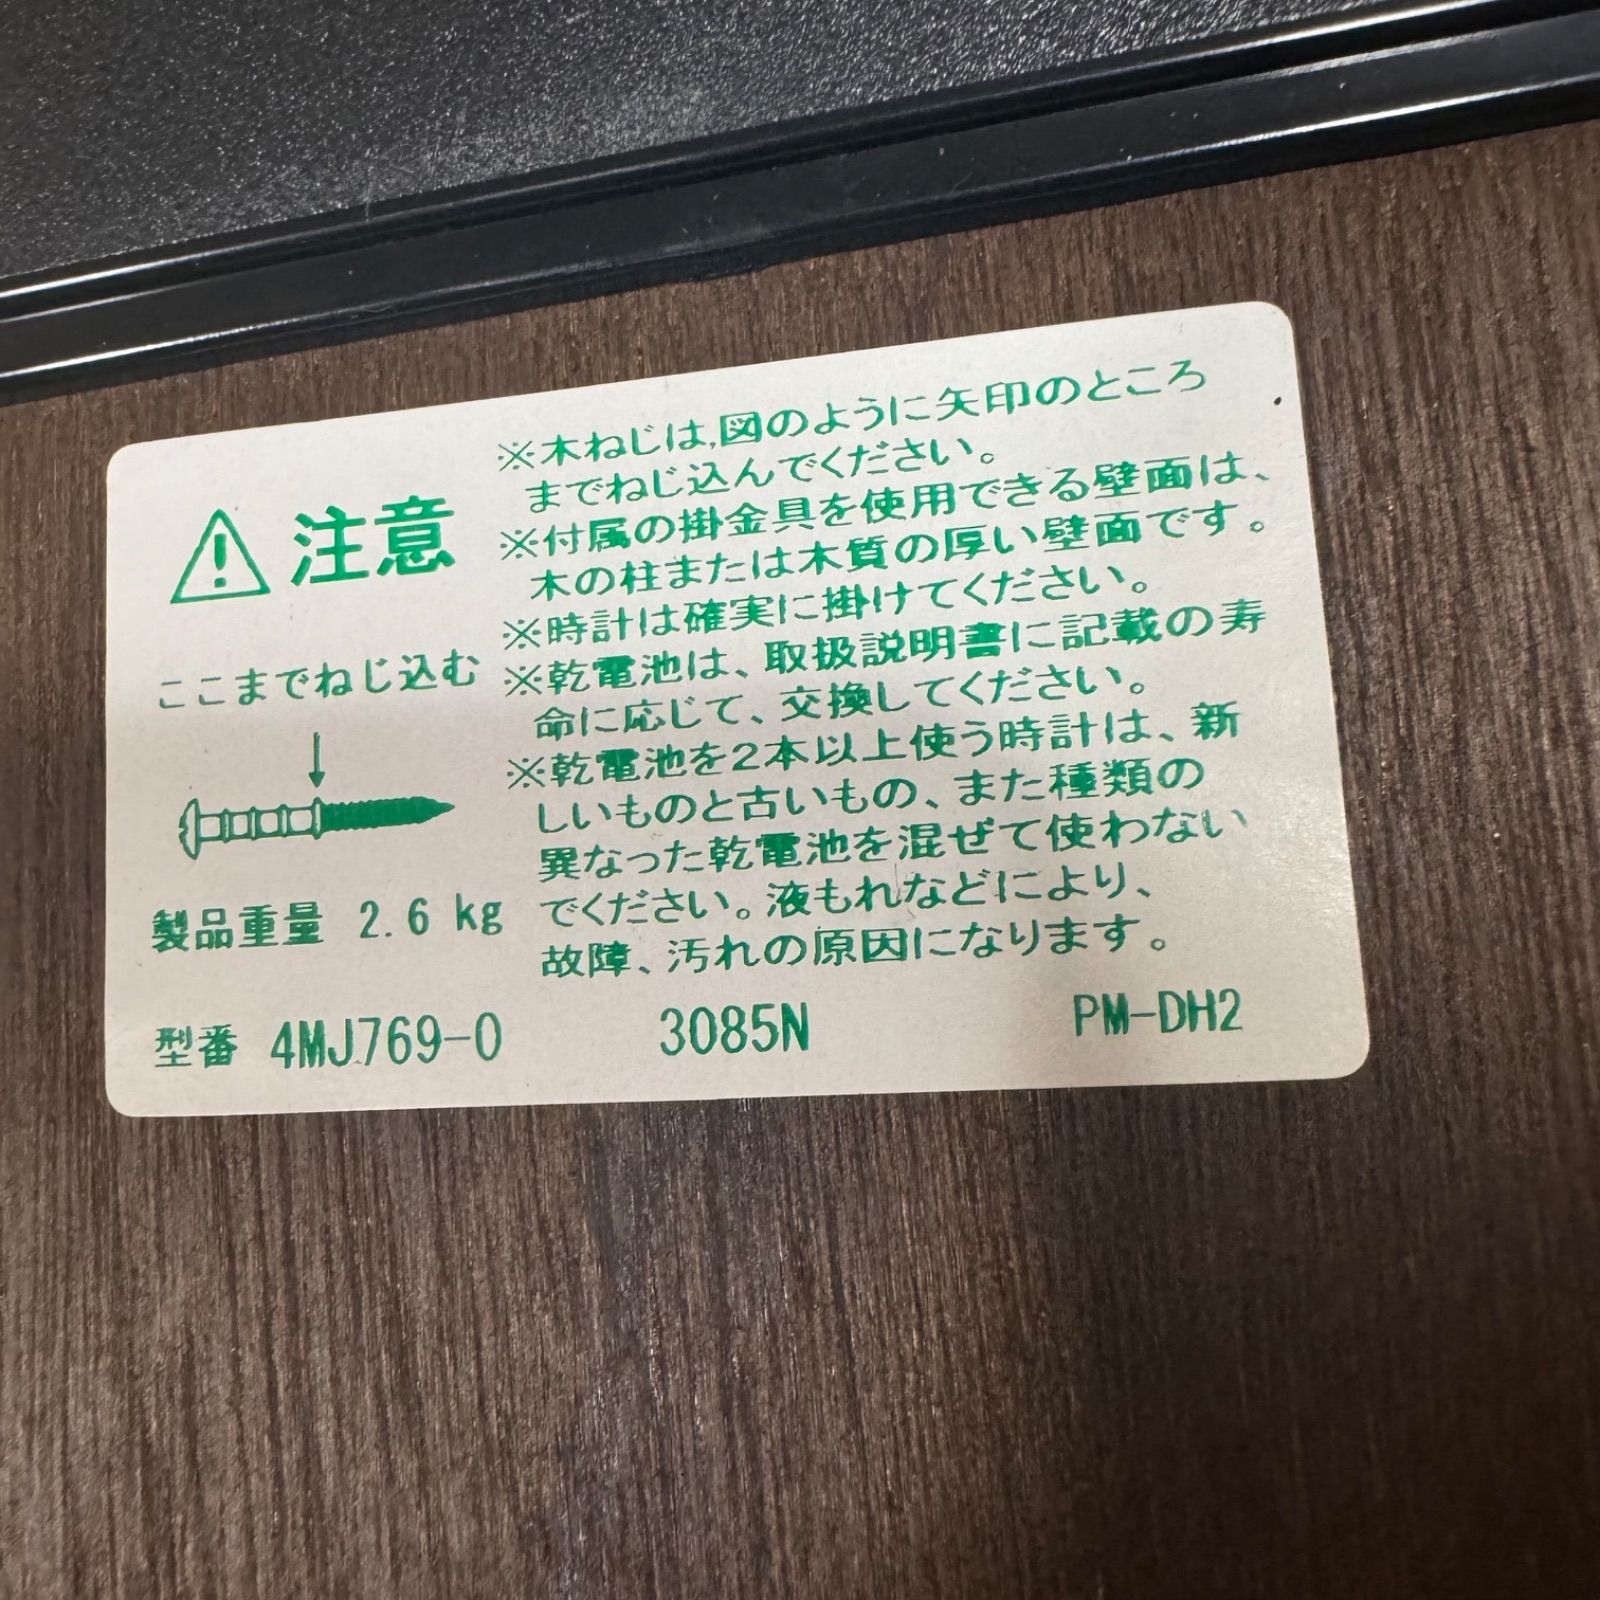 ⚠ 注意
ここまでねじ込む
製品重量 2.6 kg
※木ねじは,図のように矢印のところ
までねじ込んでください。
※付属の掛金具を使用できる壁面は、
木の柱または木質の厚い壁面です。
※時計は確実に掛けてください。
※乾電池は、取扱説明書に記載の寿
命に応じて、交換してください。
※乾電池を2本以上使う時計は、新
しいものと古いもの、また種類の
異なった乾電池を混ぜて使わない
でください。液もれなどにより、
故障、汚れの原因になります。
型番 4MJ769-0 3085N PM-DH2